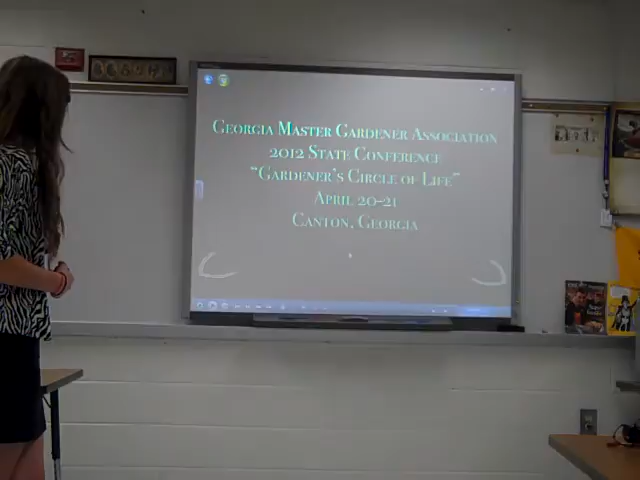 Georgia Master Gardener Association
2012 State Conference
"Gardener's Circle of Life"
April 20-21
Canton, Georgia